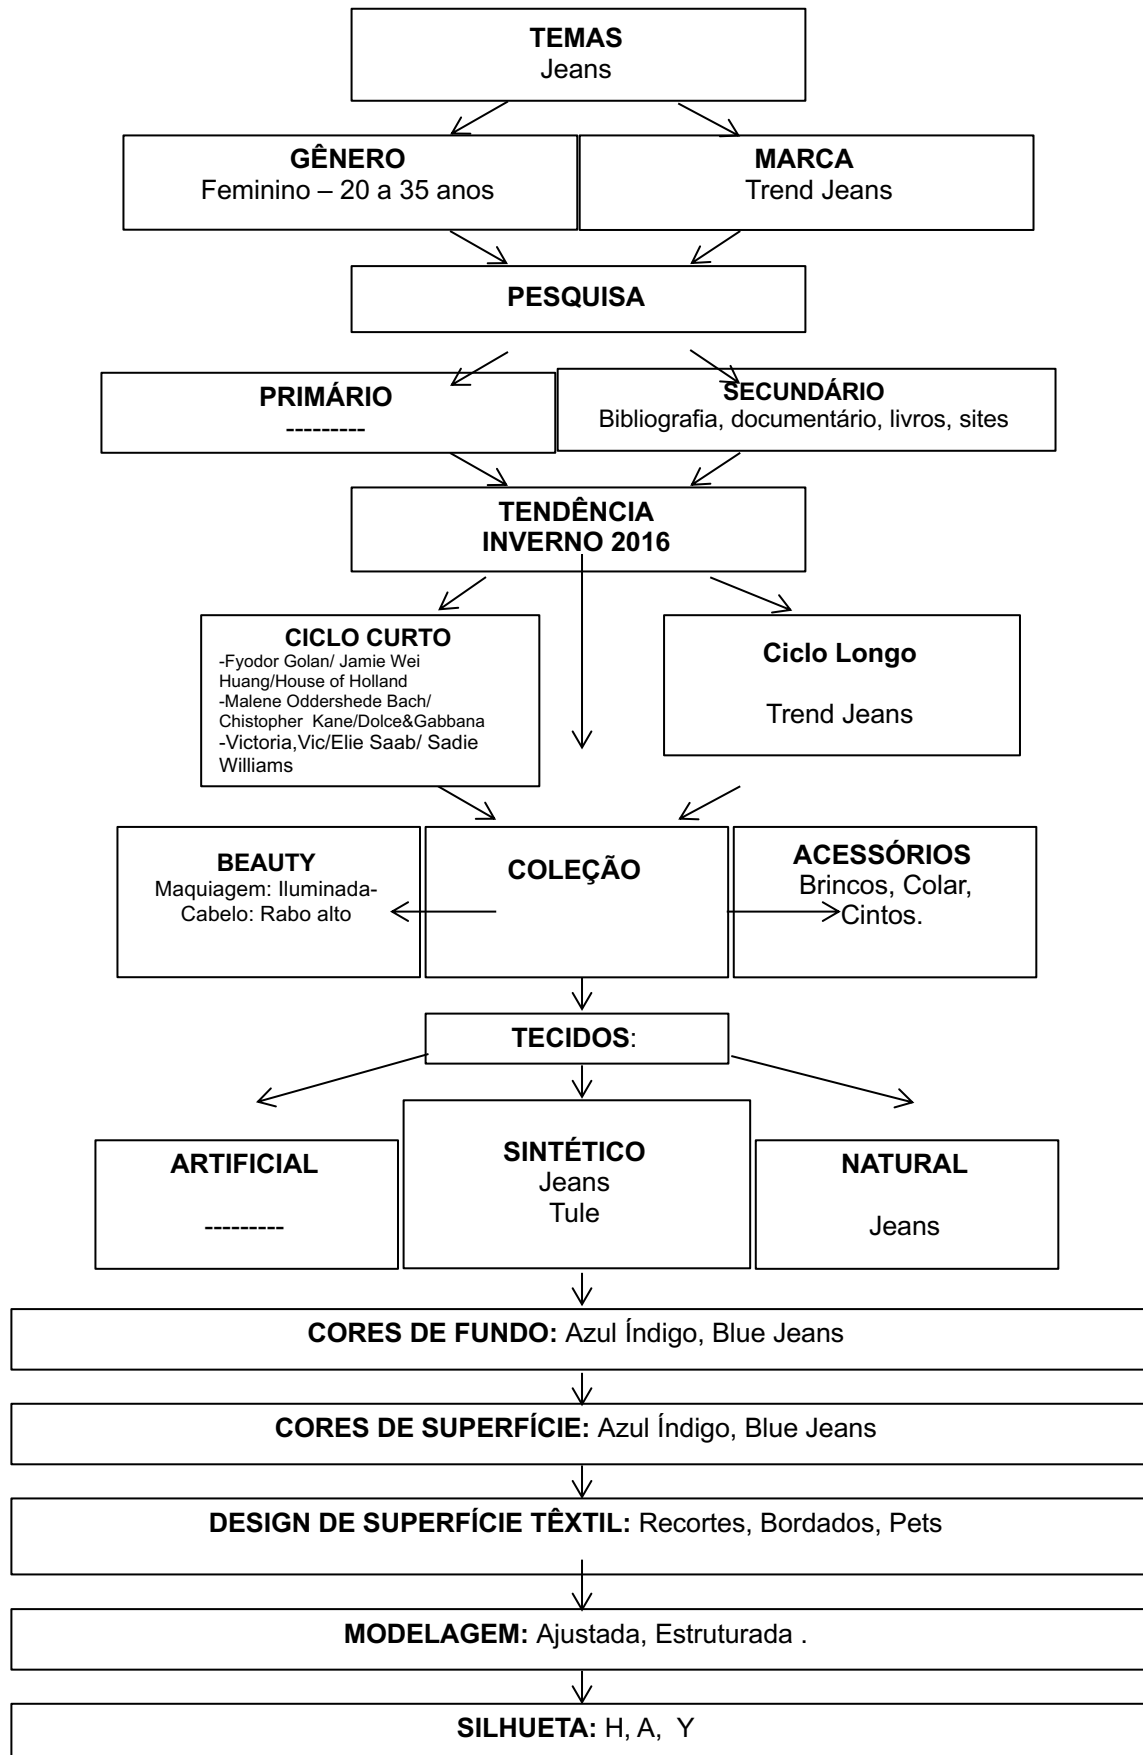 TEMAS
Jeans
GÊNERO
Feminino – 20 a 35 anos
MARCA
Trend Jeans
PESQUISA
PRIMÁRIO
---------
SECUNDÁRIO
Bibliografia, documentário, livros, sites
TENDÊNCIA
INVERNO 2016
CICLO CURTO
-Fyodor Golan/ Jamie Wei
Huang/House of Holland
-Malene Oddershede Bach/
Chistopher Kane/Dolce&Gabbana
-Victoria,Vic/Elie Saab/ Sadie
Williams
Ciclo Longo
Trend Jeans
BEAUTY
Maquiagem: Iluminada-
Cabelo: Rabo alto
COLEÇÃO
ACESSÓRIOS
Brincos, Colar,
Cintos.
TECIDOS:
ARTIFICIAL
---------
SINTÉTICO
Jeans
Tule
NATURAL
Jeans
CORES DE FUNDO: Azul Índigo, Blue Jeans
CORES DE SUPERFÍCIE: Azul Índigo, Blue Jeans
DESIGN DE SUPERFÍCIE TÊXTIL: Recortes, Bordados, Pets
MODELAGEM: Ajustada, Estruturada .
SILHUETA: H, A, Y